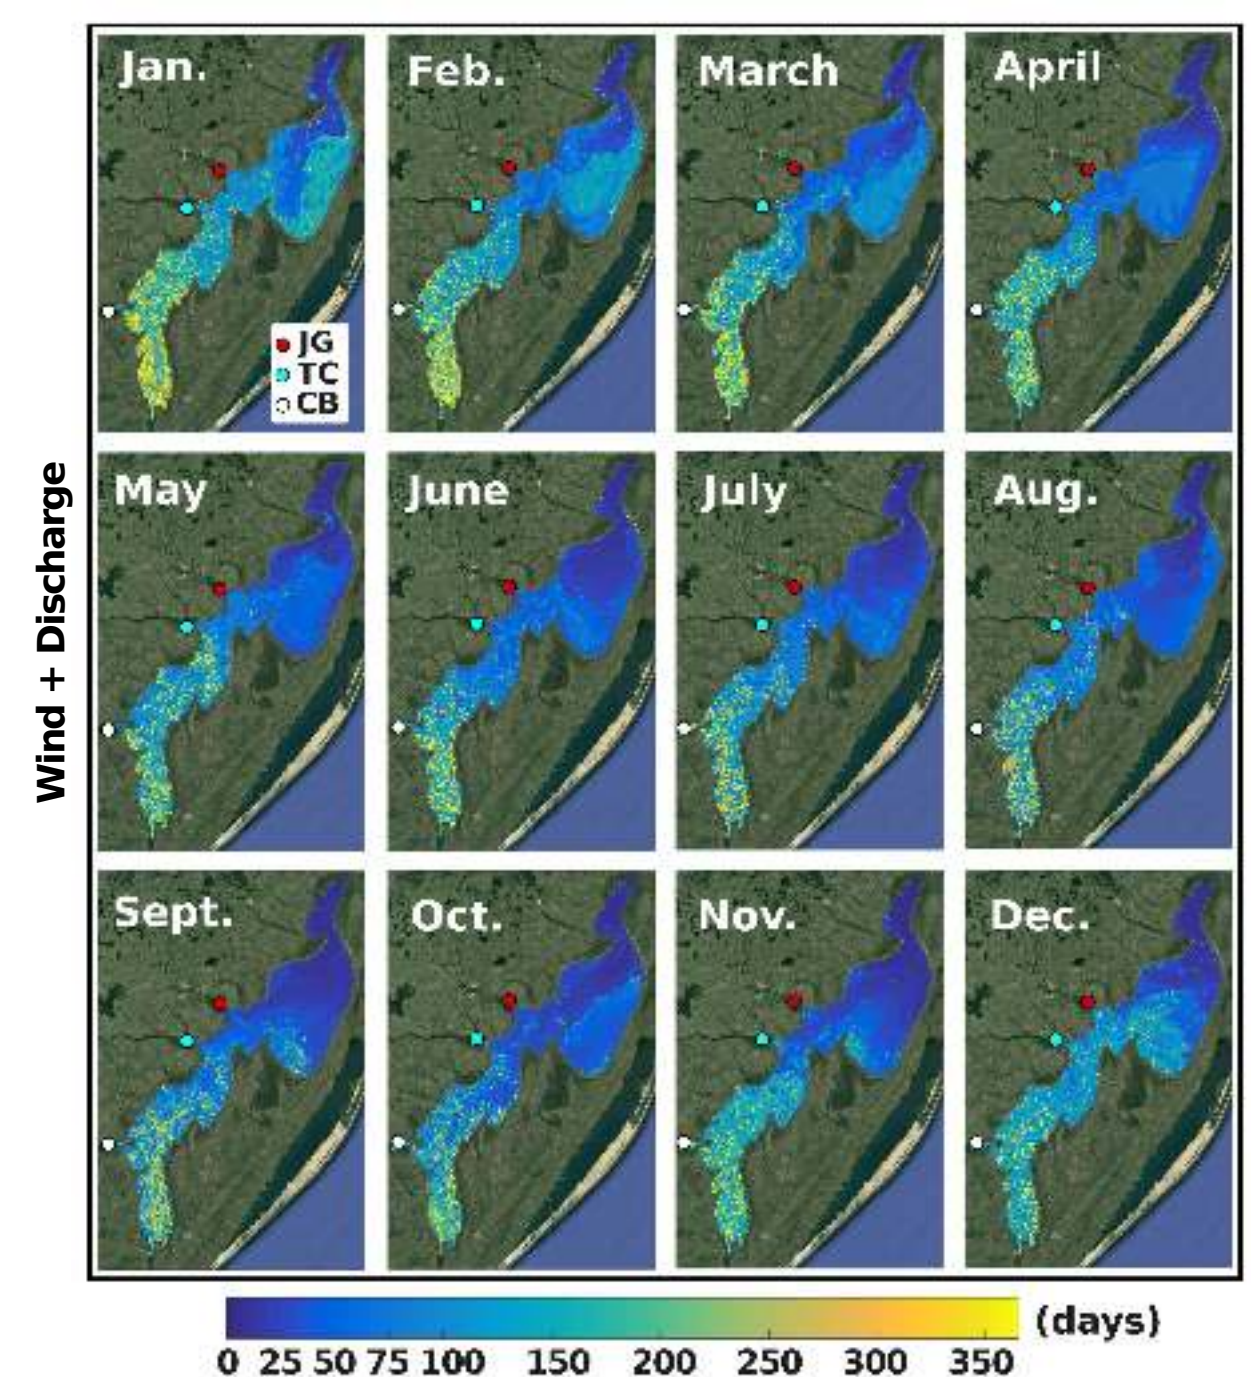 Jan.
Feb.
March
April
JG
TC
CB
May
June
July
Aug.
Wind + Discharge
Sept.
Oct.
Nov.
Dec.
(days)
0 25 50 75 100 150 200 250 300 350